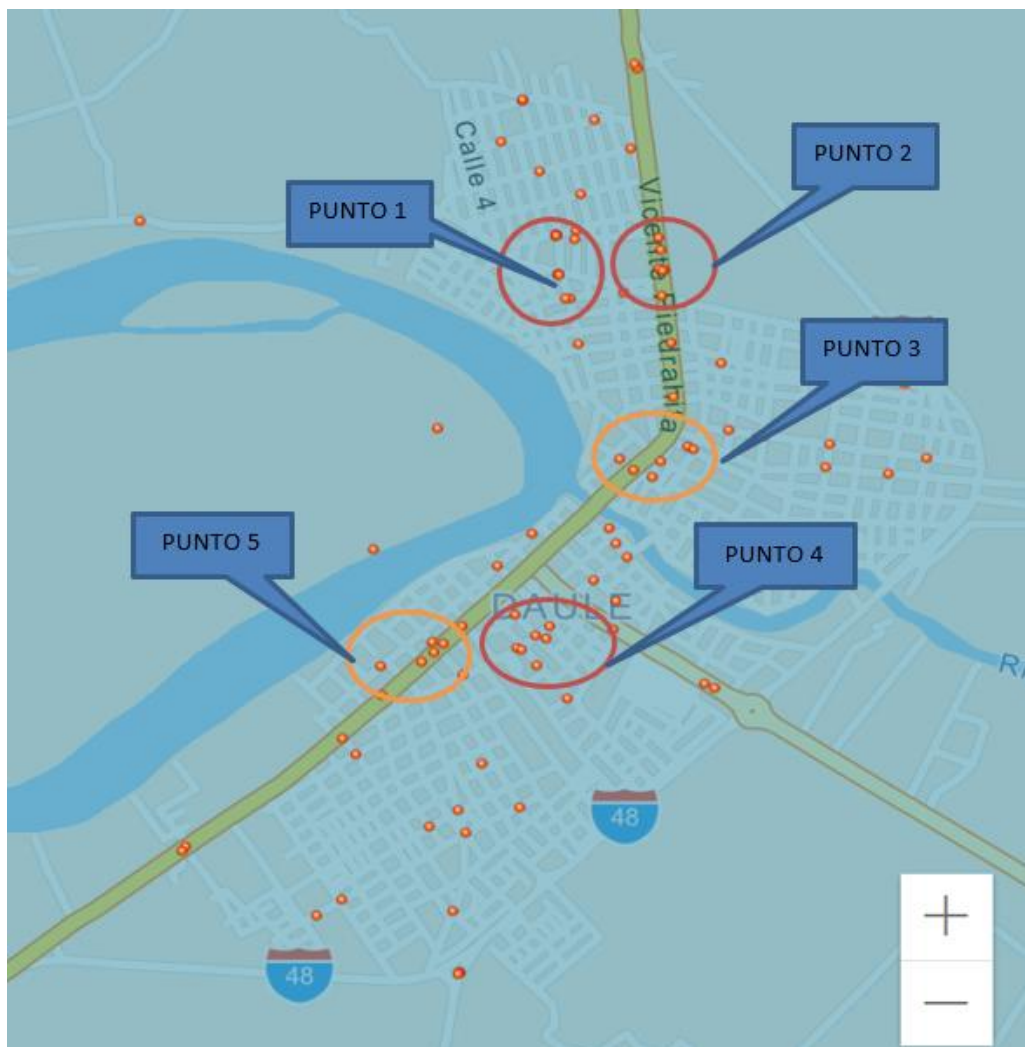 Calle 4
PUNTO 2
PUNTO 1
Vicente Piedrahita
PUNTO 3
PUNTO 5
PUNTO 4
DAULE
48
48